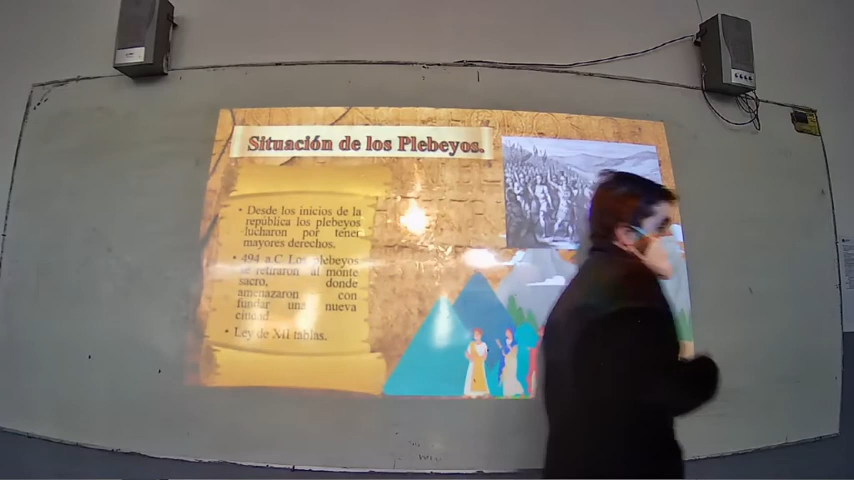 Situación de los Plebeyos.
• Desde los inicios de la
república los plebeyos
lucharon por tener
mayores derechos.
• 494 a.C Los plebeyos
se retiraron al monte
sacro, donde
amenazaron con
fundar una nueva
ciudad
• Ley de XII tablas.